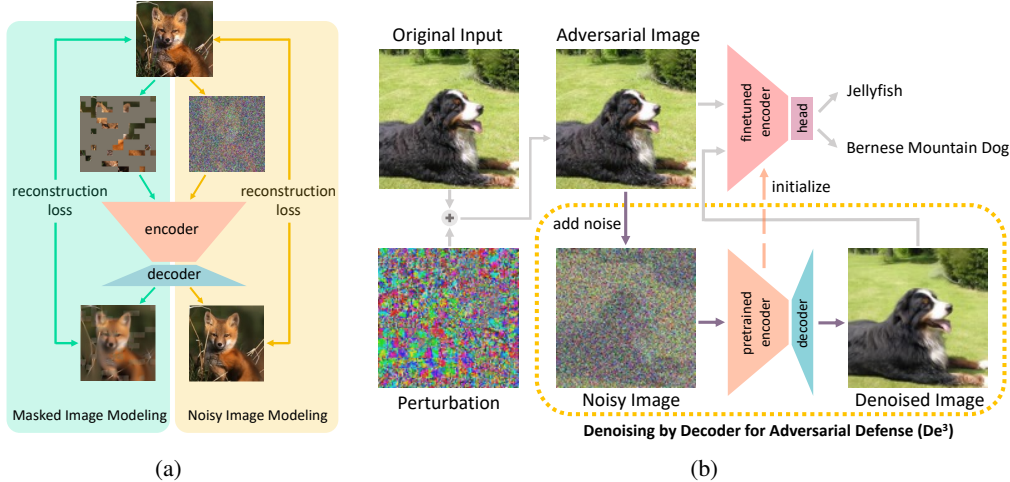 reconstruction
loss
reconstruction
loss
encoder
decoder
Masked Image Modeling
Noisy Image Modeling
(a)
Original Input
Adversarial Image
finetuned
encoder
head
Jellyfish
Bernese Mountain Dog
+
initialize
add noise
pretrained
encoder
decoder
Perturbation
Noisy Image
Denoised Image
Denoising by Decoder for Adversarial Defense (De³)
(b)